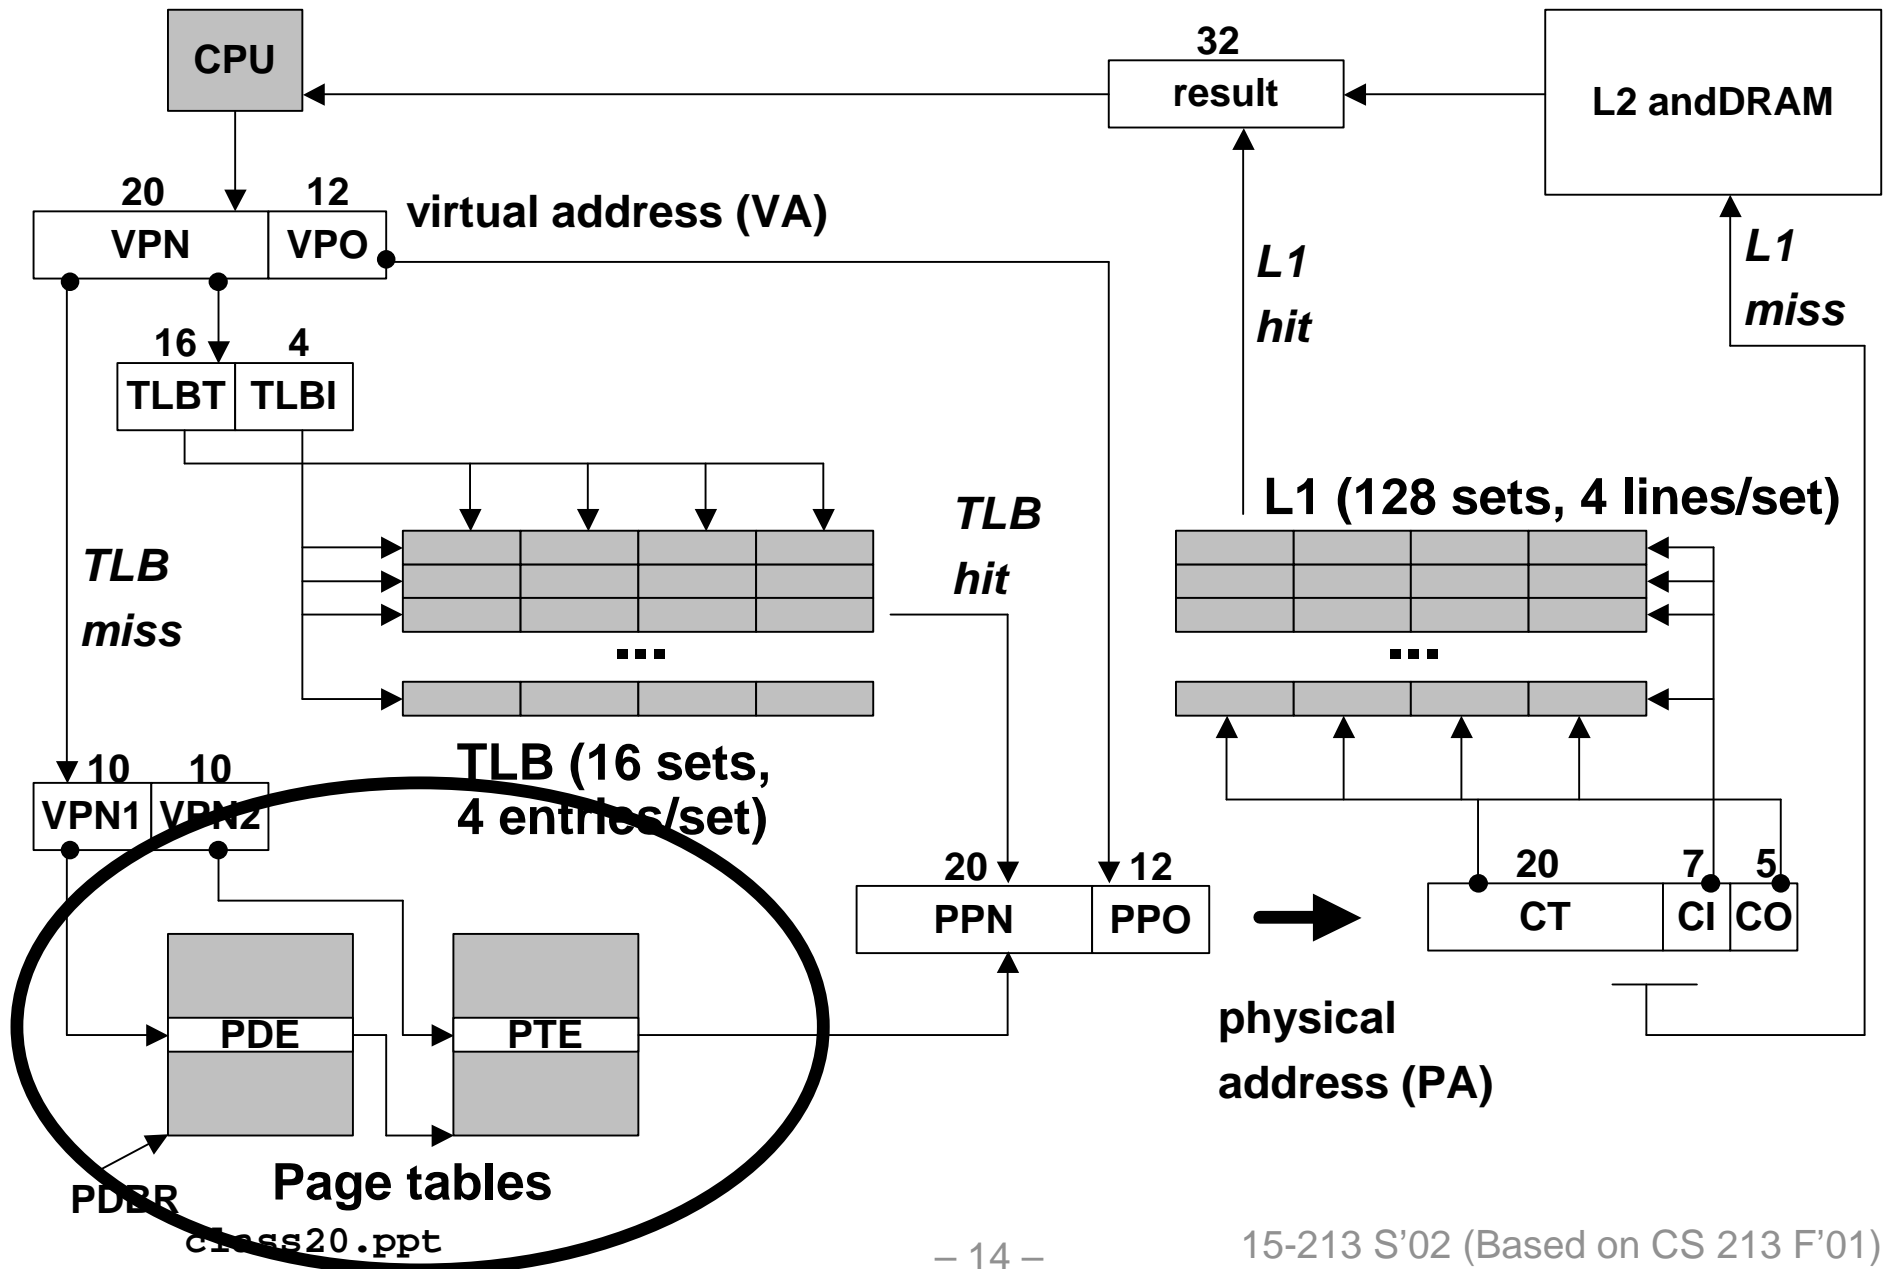 CPU
32
result
L2 andDRAM
20
12
VPN
VPO
virtual address (VA)
L1
hit
L1
miss
16
4
TLBT
TLBI
TLB
miss
TLB
hit
L1 (128 sets, 4 lines/set)
...
...
TLB (16 sets,
4 entries/set)
10
10
VPN1
VPN2
20
12
PPN
PPO
20
7
5
CT
CI
CO
PDE
PTE
physical
address (PA)
PDBR
Page tables
class20.ppt
– 14 –
15-213 S’02 (Based on CS 213 F’01)